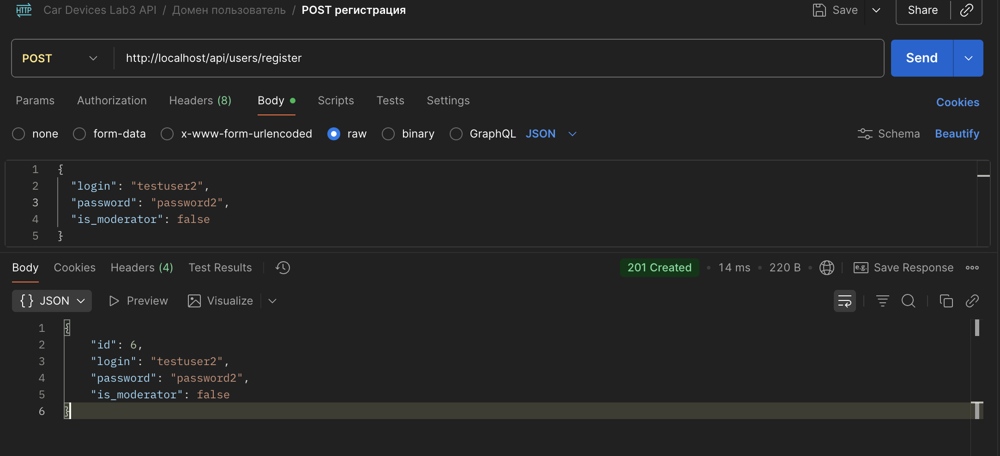 HTTP Car Devices Lab3 API / Домен пользователь / POST регистрация Save Share
POST http://localhost/api/users/register Send
Params Authorization Headers (8) Body Scripts Tests Settings Cookies
none form-data x-www-form-urlencoded raw binary GraphQL JSON Schema Beautify
1 {
2 "login": "testuser2",
3 "password": "password2",
4 "is_moderator": false
5 }
Body Cookies Headers (4) Test Results 201 Created • 14 ms • 220 B • e.g. Save Response
{} JSON Preview Visualize
1 {
2 "id": 6,
3 "login": "testuser2",
4 "password": "password2",
5 "is_moderator": false
6 }